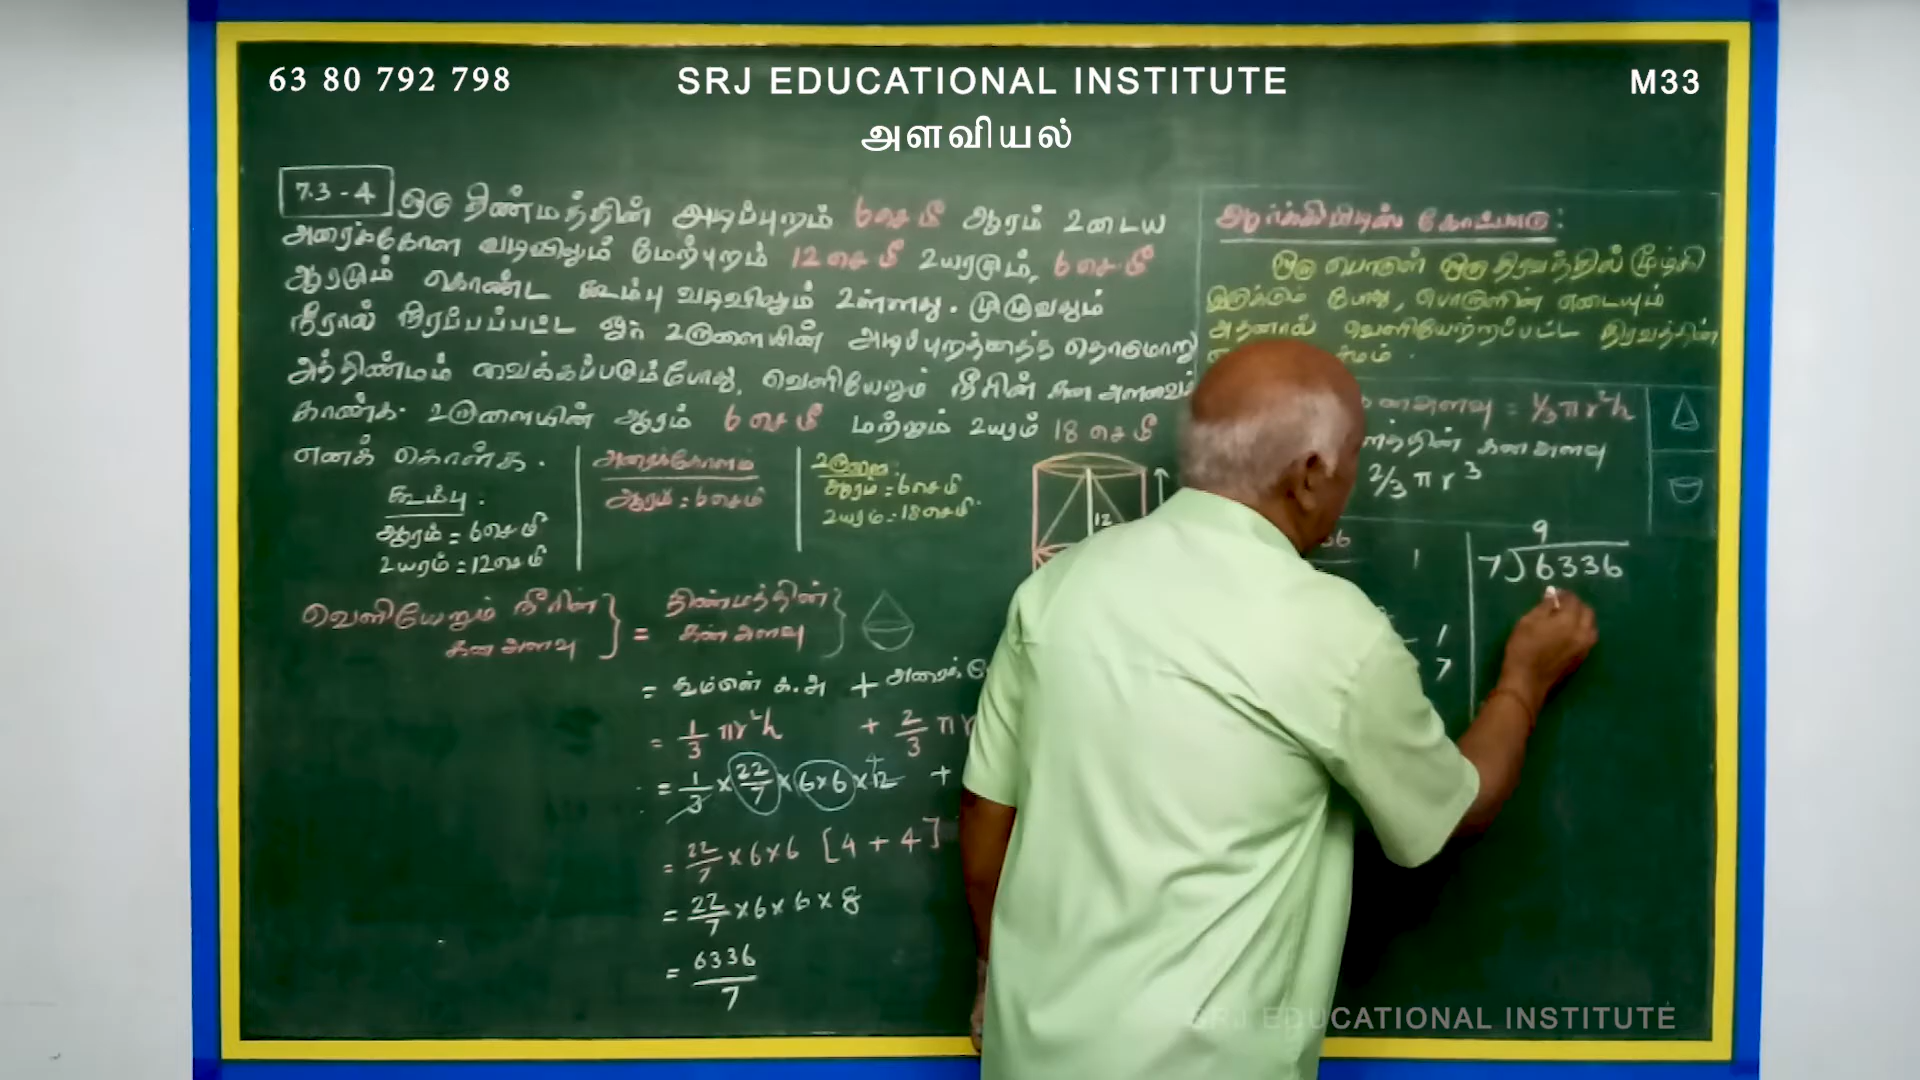 63 80 792 798
SRJ EDUCATIONAL INSTITUTE
M33
அளவியல்
7.3 - 4 ஒரு திண்மத்தின் அடிப்புறம் 6 செ மீ ஆரம் உடைய
அரைக்கோள வடிவிலும் மேற்புறம் 12 செ மீ உயரமும், 6 செ.மீ
ஆரமும் கொண்ட கூம்பு வடிவிலும் உள்ளது. முழுவதும்
நீரால் நிரப்பப்பட்ட ஓர் உருளையின் அடிப்புறத்தைத் தொடுமாறு
அத்திண்மம் வைக்கப்படும்போது, வெளியேறும் நீரின் கன அளவைக்
காண்க. உருளையின் ஆரம் 6 செ மீ மற்றும் உயரம் 18 செ மீ
எனக் கொள்க.
கூம்பு.
ஆரம் = 6 செ மீ
உயரம் = 12 செ மீ
அரைக்கோளம்
ஆரம் = 6 செ மீ
உருளை:
ஆரம் = 6 செ மீ
உயரம் = 18 செ மீ.
வெளியேறும் நீரின் } = திண்மத்தின் }
கன அளவு கன அளவு
= கூம்பின் க.அ +
= 1/3 πr²h + 2/3 π r
= 1/3 × 22/7 × 6×6 × 12 4 +
= 22/7 × 6×6 [4 + 4]
= 22/7 × 6 × 6 × 8
= 6336/7
ஆர்க்கிமிடிஸ் கோட்பாடு:
ஒரு பொருள் ஒரு திரவத்தில் மூழ்கி
இருக்கும் போது, பொருளின் எடையும்
அதனால் வெளியேற்றப்பட்ட திரவத்தின்
கனஅளவு = 1/3 πr²h
கன அளவு
2/3 π r³
12
9
7)6336
1
1
7
SRJ EDUCATIONAL INSTITUTE